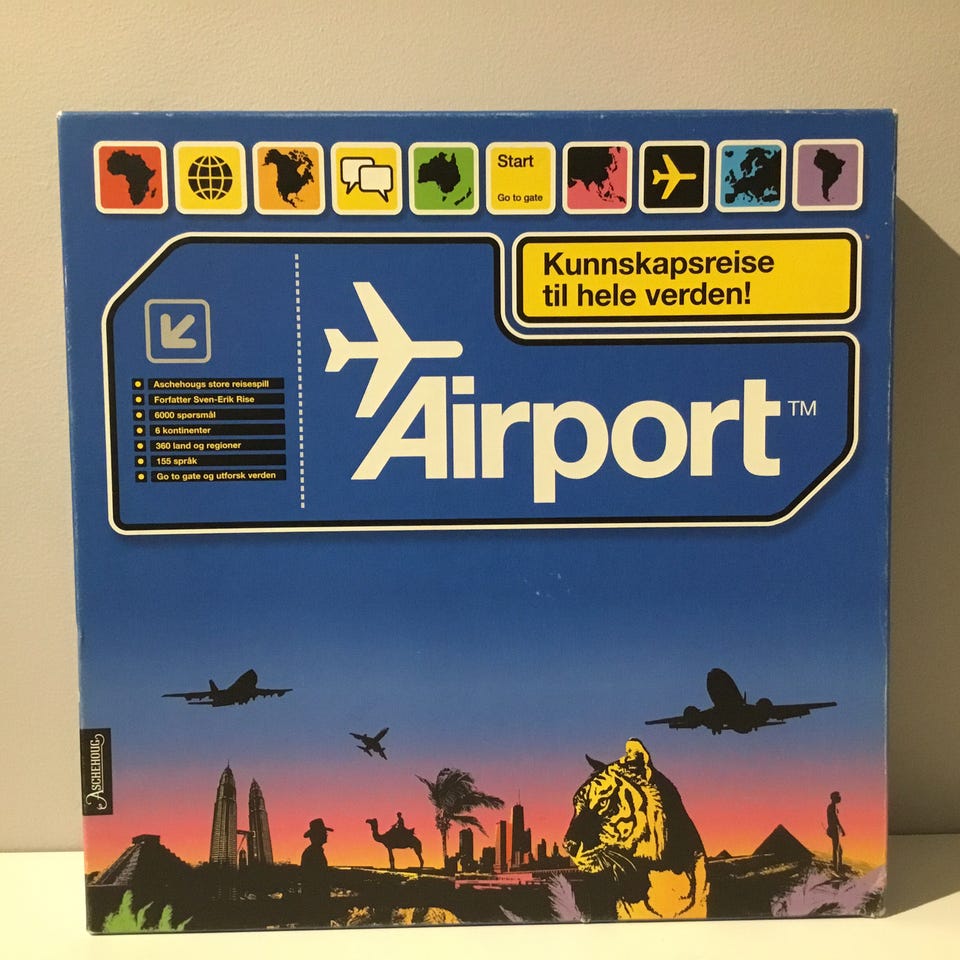 Start
Go to gate
Kunnskapsreise
til hele verden!
Aschehougs store reisespill
Forfatter Sven-Erik Rise
6000 spørsmål
6 kontinenter
360 land og regioner
155 språk
Go to gate og utforsk verden
Airport™
ASCHEHOUG